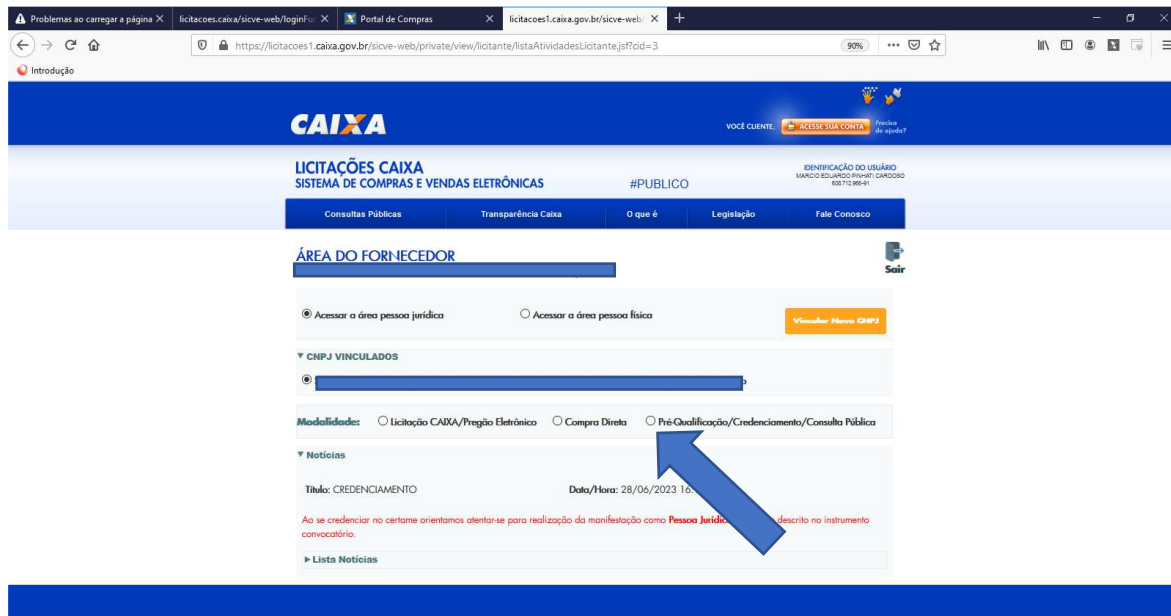 Problemas ao carregar a página
licitacoes.caixa/sicve-web/loginFu
Portal de Compras
licitacoes1.caixa.gov.br/sicve-web/
https://licitacoes1.caixa.gov.br/sicve-web/private/view/licitante/listaAtividadesLicitante.jsf?cid=3
90%
Introdução
CAIXA
VOCÊ CLIENTE, ACESSE SUA CONTA
Precisa de ajuda?
LICITAÇÕES CAIXA
SISTEMA DE COMPRAS E VENDAS ELETRÔNICAS
#PUBLICO
IDENTIFICAÇÃO DO USUÁRIO
MARCIO EDUARDO PINHATI CARDOSO
608.712.966-91
Consultas Públicas Transparência Caixa O que é Legislação Fale Conosco
ÁREA DO FORNECEDOR
Sair
Acessar a área pessoa jurídica Acessar a área pessoa física
Vincular Novo CNPJ
CNPJ VINCULADOS
Modalidade: Licitação CAIXA/Pregão Eletrônico Compra Direta Pré-Qualificação/Credenciamento/Consulta Pública
Notícias
Título: CREDENCIAMENTO Data/Hora: 28/06/2023 16:
Ao se credenciar no certame orientamos atentar-se para realização da manifestação como Pessoa Jurídica descrito no instrumento
convocatório.
Lista Notícias